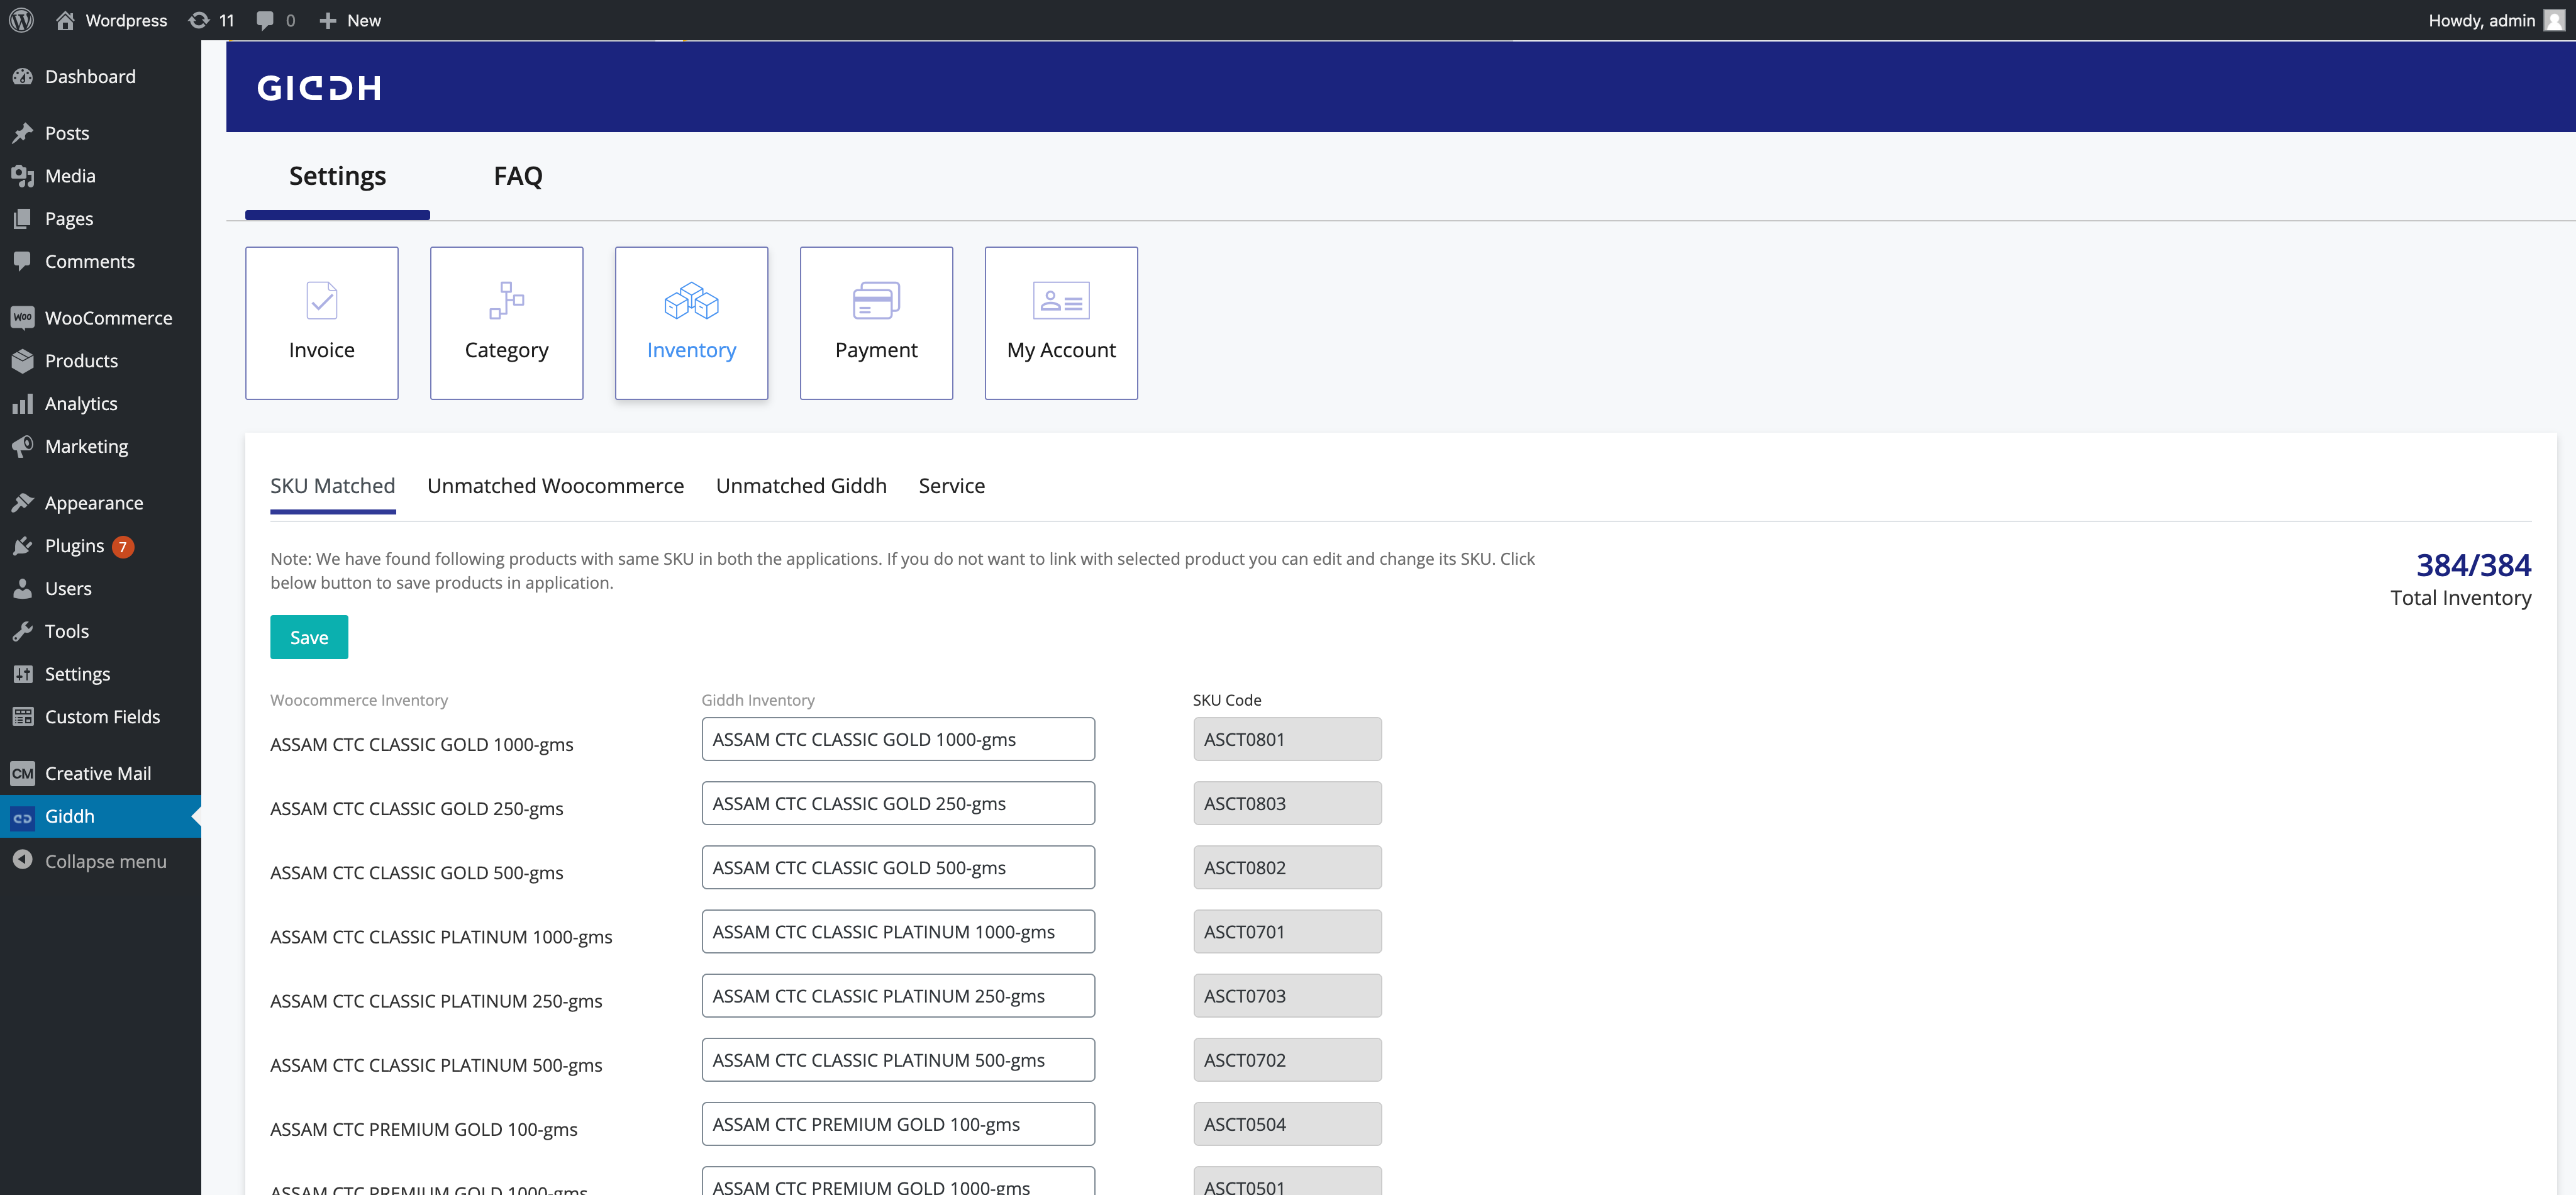 Wordpress 11 0 New Howdy, admin
Dashboard
Posts
Media
Pages
Comments
WOO WooCommerce
Products
Analytics
Marketing
Appearance
Plugins 7
Users
Tools
Settings
Custom Fields
CM Creative Mail
Giddh
Collapse menu
GIDDH
Settings FAQ
Invoice Category Inventory Payment My Account
SKU Matched Unmatched Woocommerce Unmatched Giddh Service
Note: We have found following products with same SKU in both the applications. If you do not want to link with selected product you can edit and change its SKU. Click
below button to save products in application.
384/384
Total Inventory
Save
Woocommerce Inventory Giddh Inventory SKU Code
ASSAM CTC CLASSIC GOLD 1000-gms ASSAM CTC CLASSIC GOLD 1000-gms ASCT0801
ASSAM CTC CLASSIC GOLD 250-gms ASSAM CTC CLASSIC GOLD 250-gms ASCT0803
ASSAM CTC CLASSIC GOLD 500-gms ASSAM CTC CLASSIC GOLD 500-gms ASCT0802
ASSAM CTC CLASSIC PLATINUM 1000-gms ASSAM CTC CLASSIC PLATINUM 1000-gms ASCT0701
ASSAM CTC CLASSIC PLATINUM 250-gms ASSAM CTC CLASSIC PLATINUM 250-gms ASCT0703
ASSAM CTC CLASSIC PLATINUM 500-gms ASSAM CTC CLASSIC PLATINUM 500-gms ASCT0702
ASSAM CTC PREMIUM GOLD 100-gms ASSAM CTC PREMIUM GOLD 100-gms ASCT0504
ASSAM CTC PREMIUM GOLD 1000-gms ASSAM CTC PREMIUM GOLD 1000-gms ASCT0501